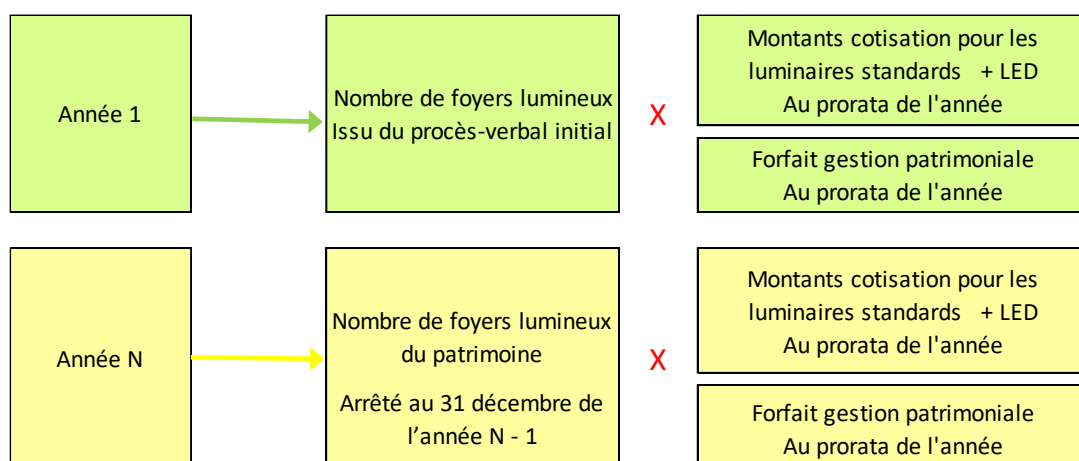 Année 1
Nombre de foyers lumineux
Issu du procès-verbal initial
X
Montants cotisation pour les
luminaires standards + LED
Au prorata de l'année
Forfait gestion patrimoniale
Au prorata de l'année
Année N
Nombre de foyers lumineux
du patrimoine
Arrêté au 31 décembre de
l’année N - 1
X
Montants cotisation pour les
luminaires standards + LED
Au prorata de l'année
Forfait gestion patrimoniale
Au prorata de l'année